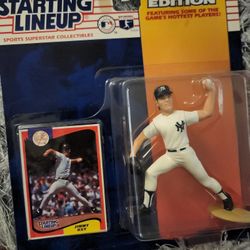 STARTING
LINEUP
SPORTS SUPERSTAR COLLECTIBLES
EDITION
FEATURING SOME OF THE
GAME'S HOTTEST PLAYERS!
JIMMY
KEY